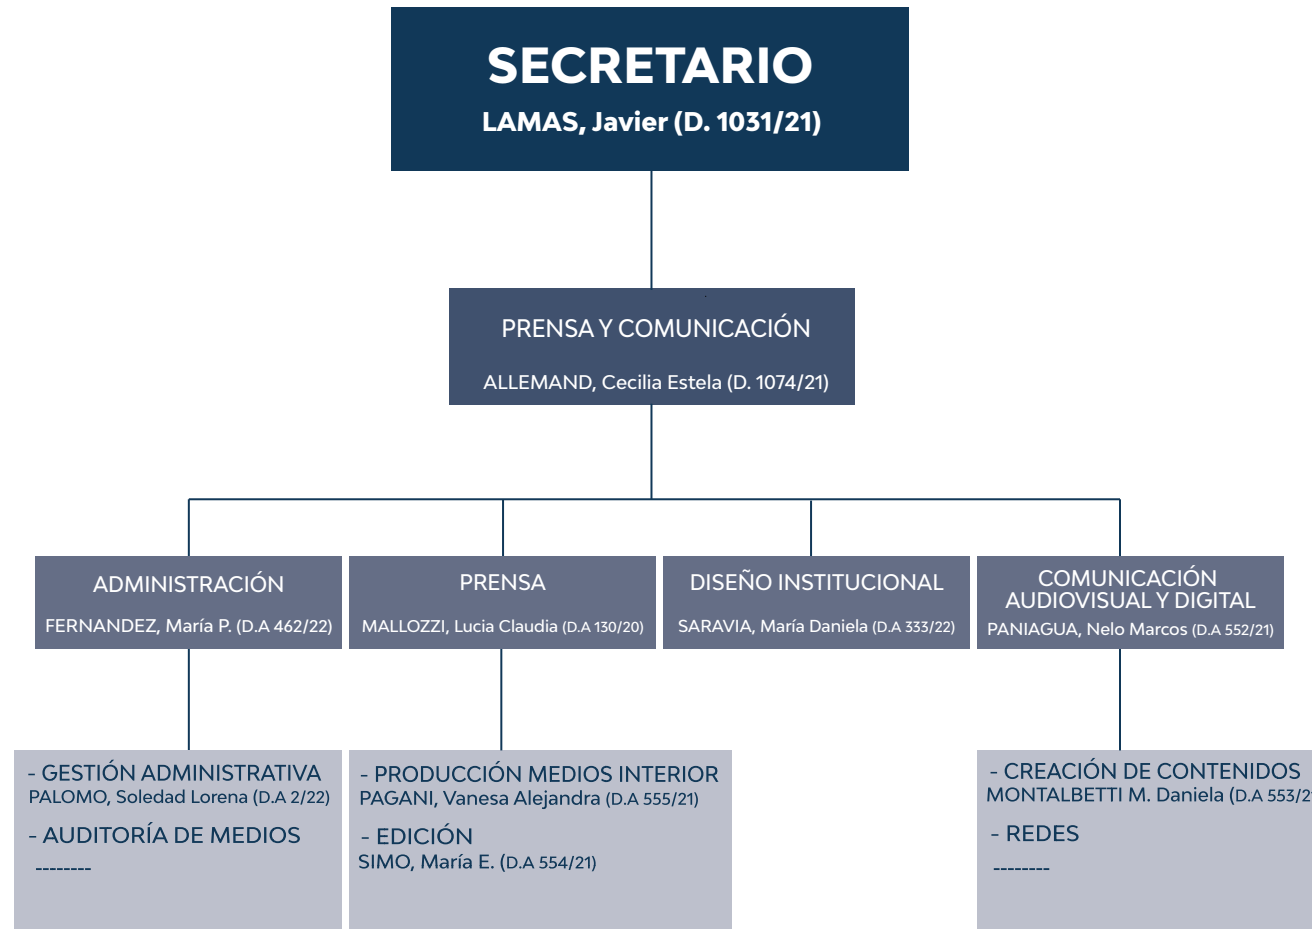 SECRETARIO
LAMAS, Javier (D. 1031/21)
PRENSA Y COMUNICACIÓN
ALLEMAND, Cecilia Estela (D. 1074/21)
ADMINISTRACIÓN
FERNANDEZ, María P. (D.A 462/22)
PRENSA
MALLOZZI, Lucia Claudia (D.A 130/20)
DISEÑO INSTITUCIONAL
SARAVIA, María Daniela (D.A 333/22)
COMUNICACIÓN
AUDIOVISUAL Y DIGITAL
PANIAGUA, Nelo Marcos (D.A 552/21)
- GESTIÓN ADMINISTRATIVA
PALOMO, Soledad Lorena (D.A 2/22)
- AUDITORÍA DE MEDIOS
--------
- PRODUCCIÓN MEDIOS INTERIOR
PAGANI, Vanesa Alejandra (D.A 555/21)
- EDICIÓN
SIMO, María E. (D.A 554/21)
- CREACIÓN DE CONTENIDOS
MONTALBETTI M. Daniela (D.A
- REDES
--------